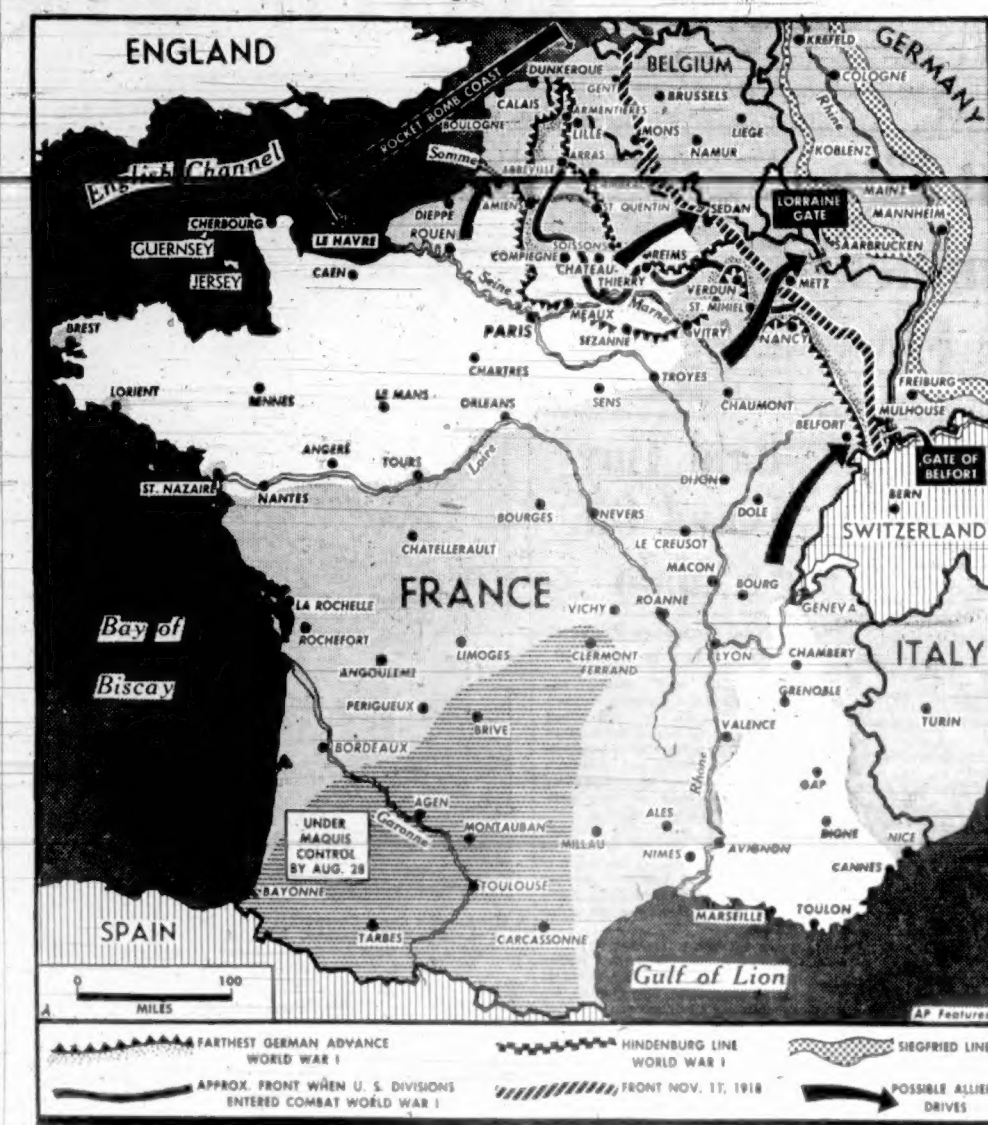 ENGLAND
GERMANY
KREFELD
BELGIUM
DUNKERQUE
COLOGNE
ROCKET BOMB COAST
GENT
CALAIS
BRUSSELS
Rhine
ARMENTIERES
BOULOGNE
LILLE
MONS
LIEGE
KOBLENZ
NAMUR
Somme
ARRAS
ABBEVILLE
English Channel
MAINZ
CHERBOURG
DIEPPE
AMIENS
ST QUENTIN
SEDAN
LORRAINE
GATE
MANNHEIM
GUERNSEY
LE HAVRE
ROUEN
SOISSONS
SAARBRUCKEN
COMPIEGNE
REIMS
JERSEY
CAEN
CHATEAU-
THIERRY
VERDUN
METZ
Seine
MEAUX
Marne
ST. MIHIEL
PARIS
SEZANNE
VITRY
NANCY
BREST
CHARTRES
TROYES
LORIENT
RENNES
LE MANS
ORLEANS
SENS
CHAUMONT
FREIBURG
MULHOUSE
BELFORT
ANGERS
TOURS
Loire
GATE OF
BELFORT
ST. NAZAIRE
NANTES
DIJON
BERN
BOURGES
NEVERS
DOLE
SWITZERLAND
CHATELLERAULT
LE CREUSOT
MACON
BOURG
FRANCE
LA ROCHELLE
VICHY
ROANNE
GENEVA
Bay of
Biscay
ROCHEFORT
LIMOGES
CLERMONT
FERRAND
LYON
CHAMBERY
ITALY
ANGOULEME
GRENOBLE
PERIGUEUX
BRIVE
VALENCE
TURIN
BORDEAUX
Rhone
GAP
AGEN
UNDER
MAQUIS
CONTROL
BY AUG. 28
Garonne
MONTAUBAN
MILLAU
ALES
DIGNE
NICE
NIMES
AVIGNON
CANNES
BAYONNE
TOULOUSE
MARSEILLE
TOULON
SPAIN
TARBES
CARCASSONNE
Gulf of Lion
0 100
MILES
AP Features
FARTHEST GERMAN ADVANCE
WORLD WAR I
HINDENBURG LINE
WORLD WAR I
SIEGFRIED LINE
APPROX. FRONT WHEN U. S. DIVISIONS
ENTERED COMBAT WORLD WAR I
FRONT NOV. 11, 1918
POSSIBLE ALLIED
DRIVES